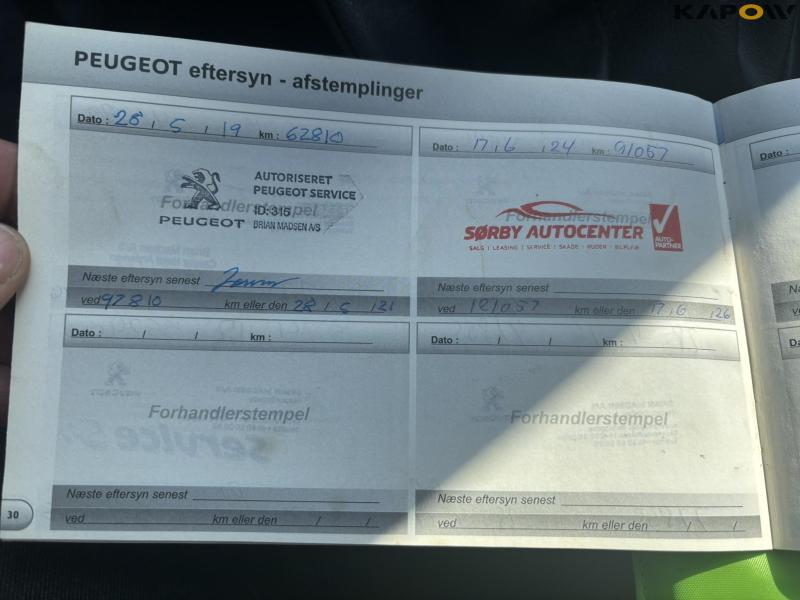 KAPOW
PEUGEOT eftersyn - afstemplinger
Dato : 28 / 5 / 19 km : 62810
AUTORISERET
PEUGEOT SERVICE
Forhandlerstempel
ID: 315
PEUGEOT
BRIAN MADSEN A/S
Næste eftersyn senest
ved 92810 km eller den 28 / 5 / 21
Dato : 17 / 6 / 24 km : 91057
Forhandlerstempel
SØRBY AUTOCENTER
SALG | LEASING | SERVICE | SKADE | RUDER | BILPLEJE
AUTO-
PARTNER
Næste eftersyn senest
ved 121057 km eller den 17 / 6 / 26
Dato : / / km :
Forhandlerstempel
Næste eftersyn senest
ved km eller den / /
Dato : / / km :
Forhandlerstempel
Næste eftersyn senest
ved km eller den / /
30
Dato :